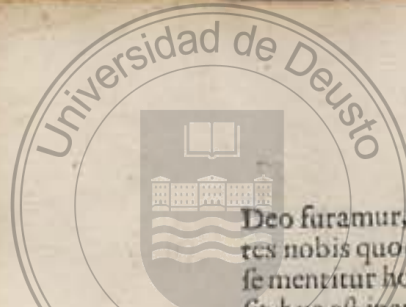 Universidad de Deusto
Deo furamur,
tes nobis quo
ſe mentitur ho